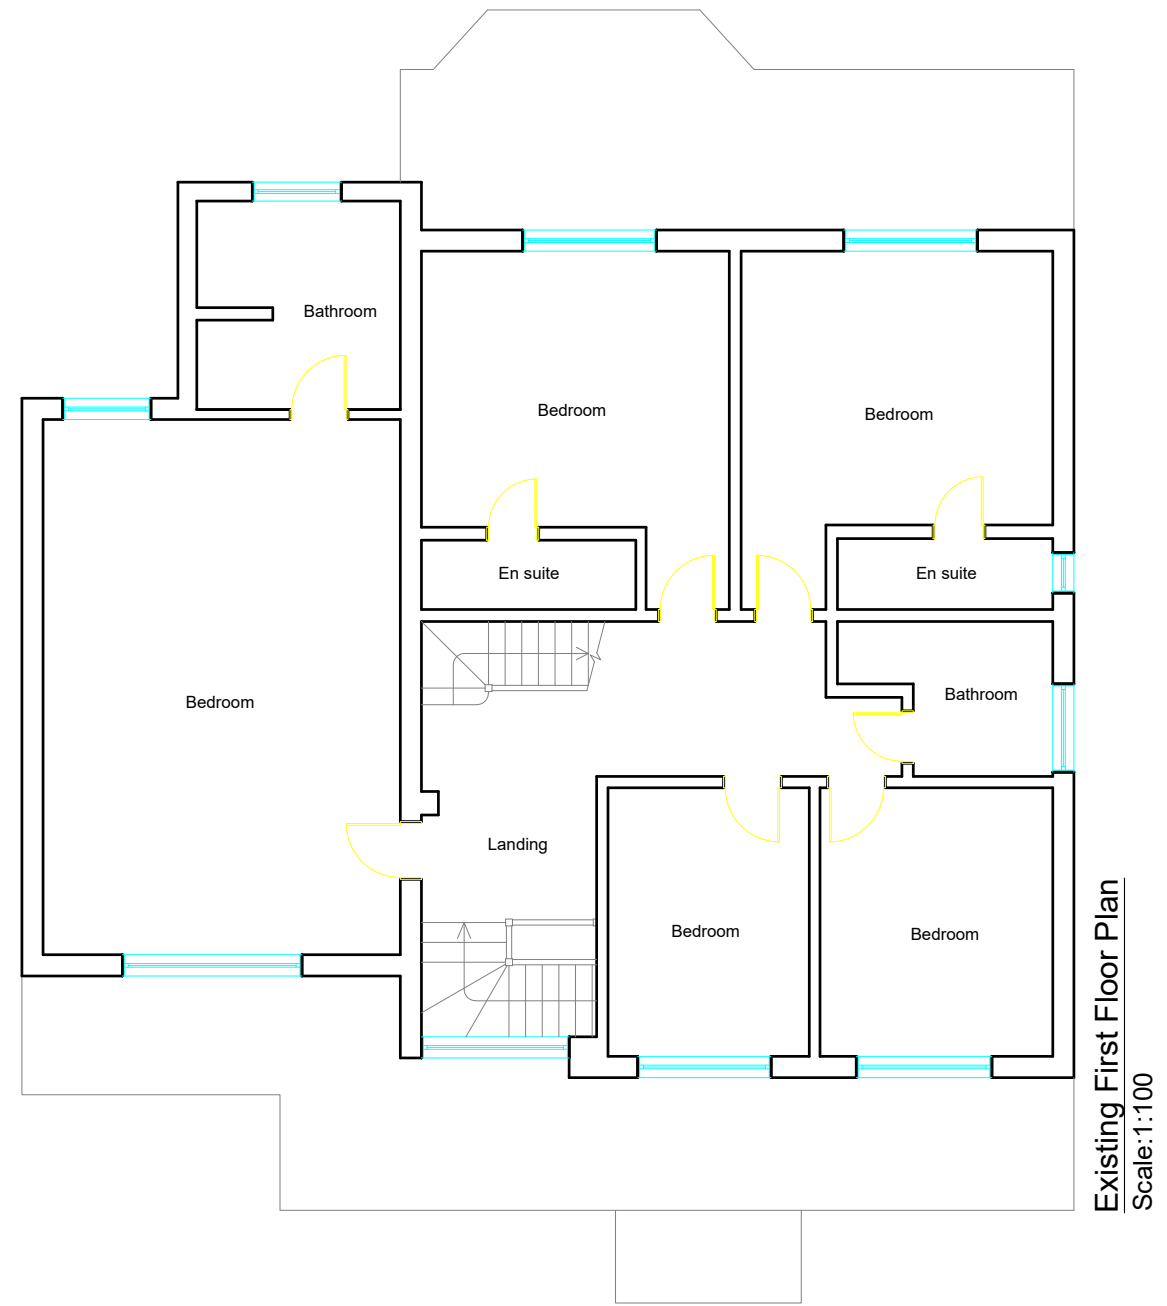 Bathroom
Bedroom
Bedroom
En suite
En suite
Bedroom
Bathroom
Landing
Bedroom
Bedroom
Existing First Floor Plan
Scale:1:100